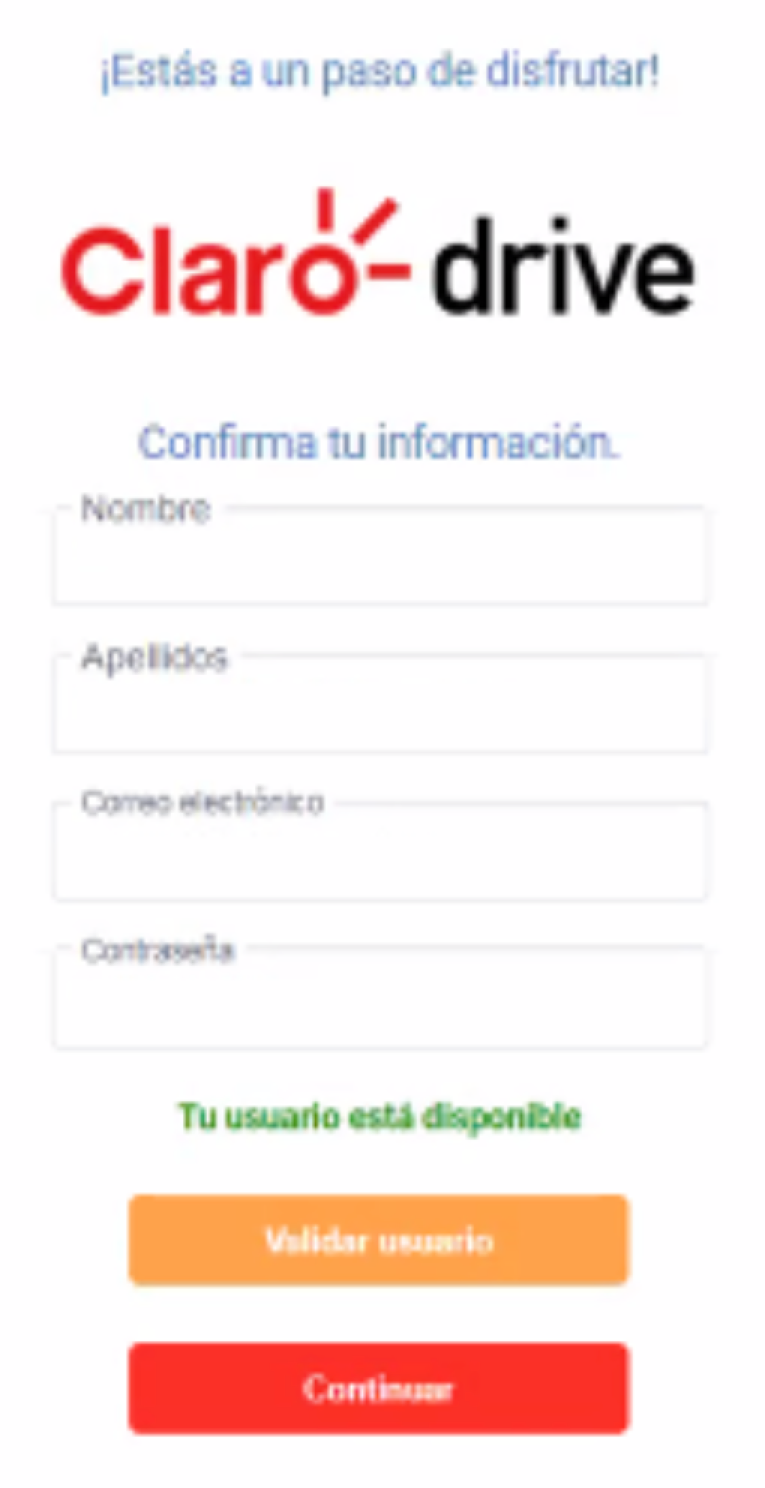 ¡Estás a un paso de disfrutar!
Claro drive
Confirma tu información.
Nombre
Apellidos
Correo electrónico
Contraseña
Tu usuario está disponible
Validar usuario
Continuar